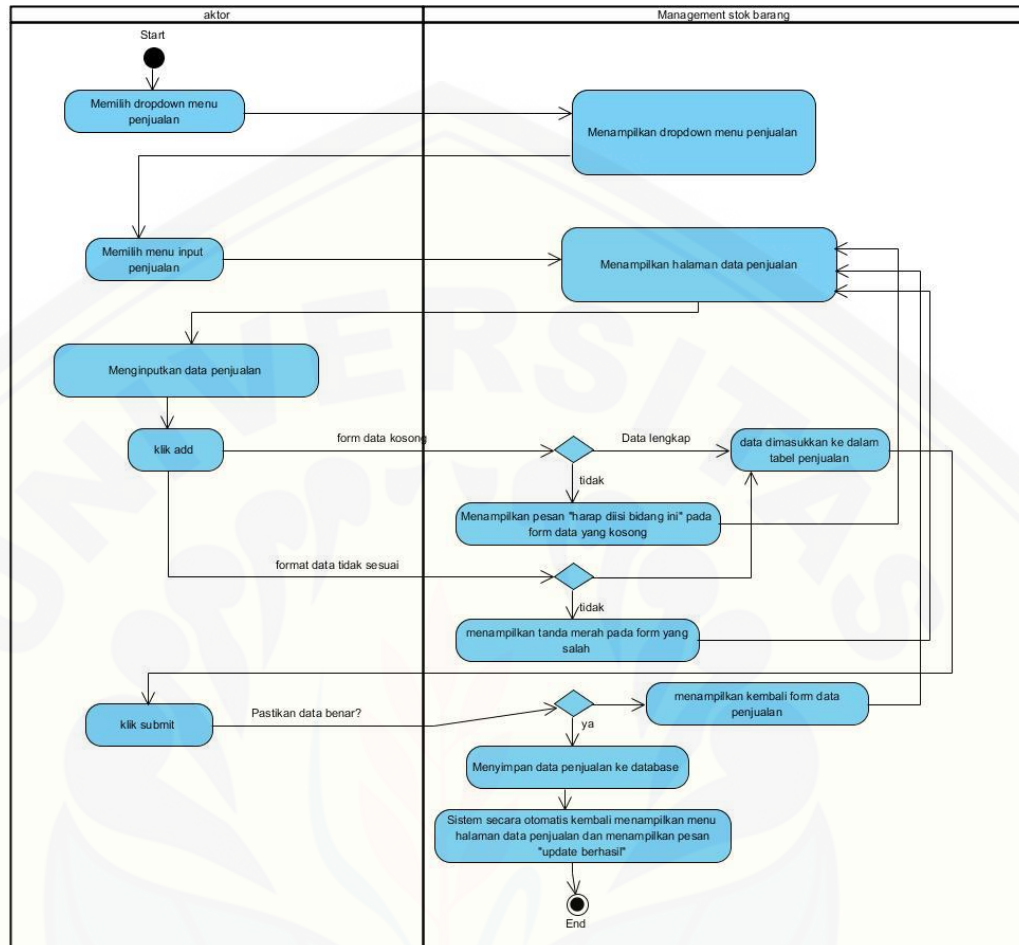 aktor
Management stok barang
Start
Memilih dropdown menu
penjualan
Menampilkan dropdown menu penjualan
Memilih menu input
penjualan
Menampilkan halaman data penjualan
Menginputkan data penjualan
klik add
form data kosong
Data lengkap
data dimasukkan ke dalam
tabel penjualan
tidak
Menampilkan pesan "harap diisi bidang ini" pada
form data yang kosong
format data tidak sesuai
tidak
menampilkan tanda merah pada form yang
salah
klik submit
Pastikan data benar?
menampilkan kembali form data
penjualan
ya
Menyimpan data penjualan ke database
Sistem secara otomatis kembali menampilkan menu
halaman data penjualan dan menampilkan pesan
"update berhasil"
End
UNIVERSITAS